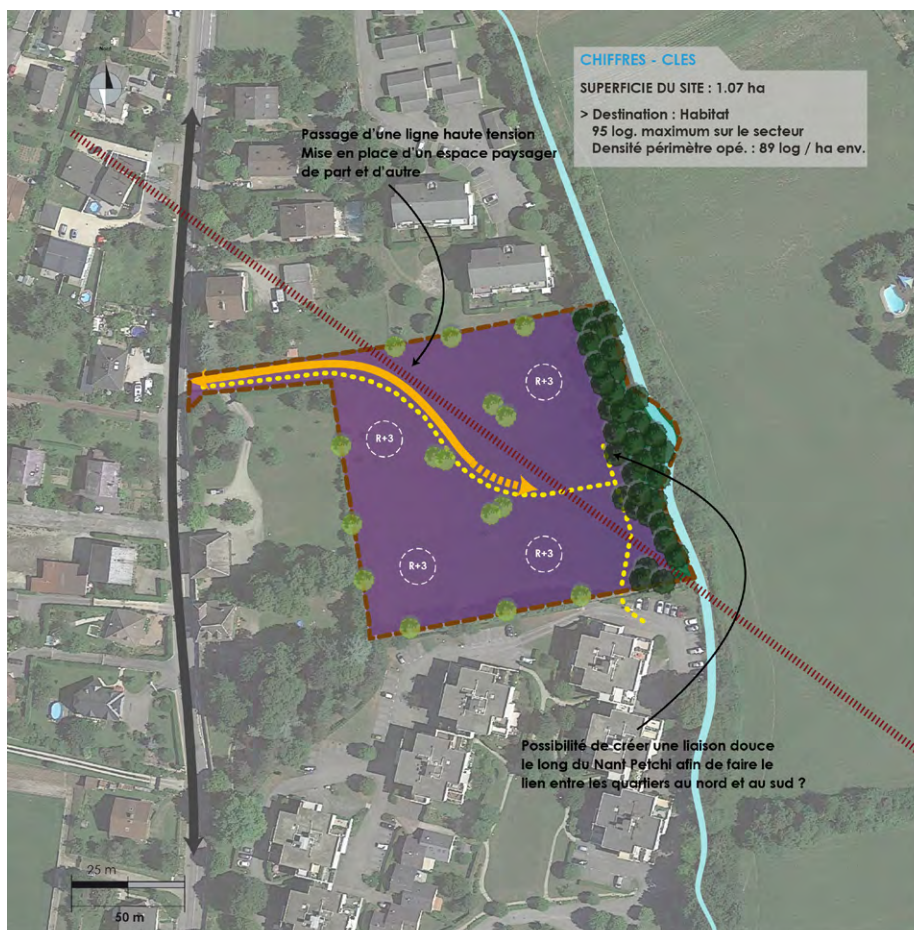 Nord
CHIFFRES - CLES
SUPERFICIE DU SITE : 1.07 ha
> Destination : Habitat
95 log. maximum sur le secteur
Densité périmètre opé. : 89 log / ha env.
Passage d'une ligne haute tension
Mise en place d'un espace paysager
de part et d'autre
R+3
R+3
R+3
R+3
Possibilité de créer une liaison douce
le long du Nant Petchi afin de faire le
lien entre les quartiers au nord et au sud ?
25 m
50 m